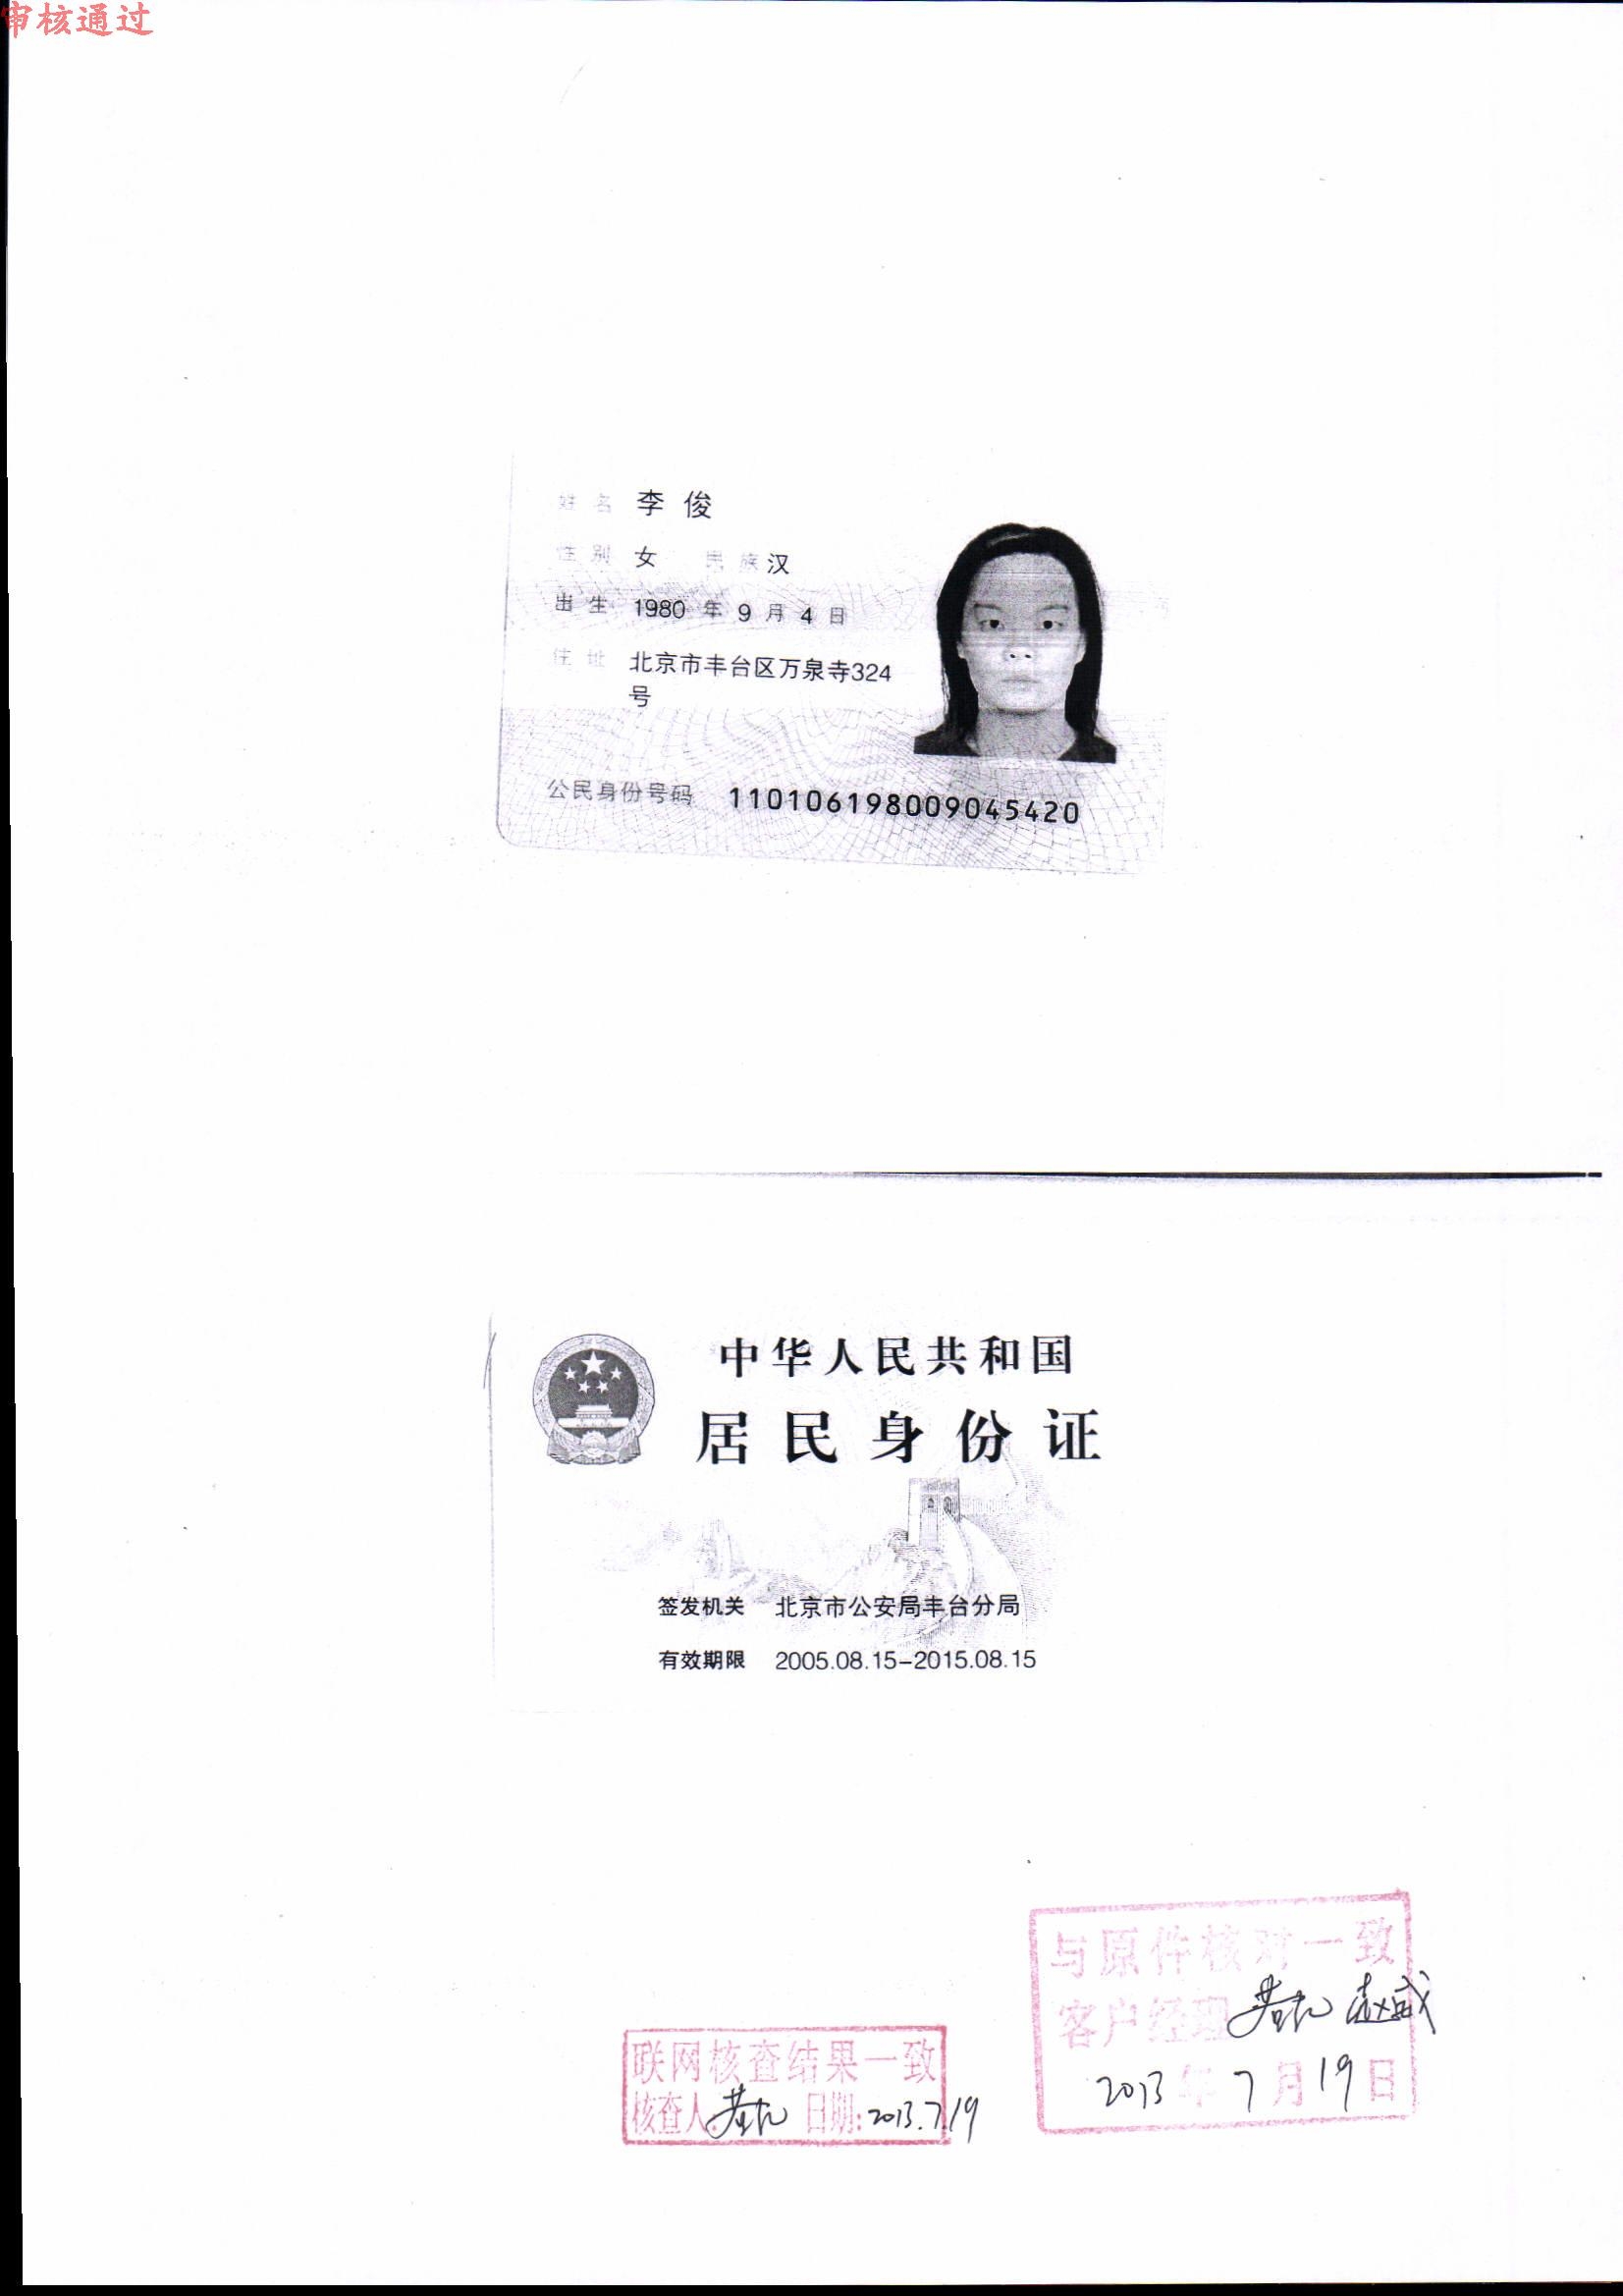 审核通过
姓名 李俊
性别 女 民族 汉
出生 1980 年 9 月 4 日
住址 北京市丰台区万泉寺324
号
公民身份号码 110106198009045420
中华人民共和国
居民身份证
签发机关 北京市公安局丰台分局
有效期限 2005.08.15-2015.08.15
与原件核对一致
客户经理
2013 年 7 月 19 日
联网核查结果一致
核查人 日期:2013.7.19